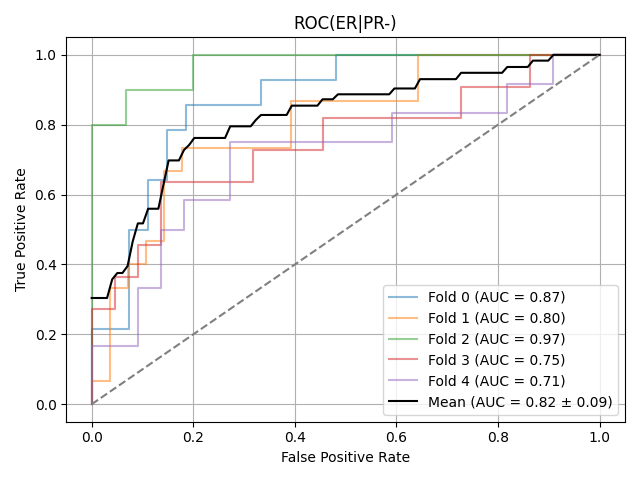 ROC(ER|PR-)
True Positive Rate
1.0
0.8
0.6
0.4
0.2
0.0
Fold 0 (AUC = 0.87)
Fold 1 (AUC = 0.80)
Fold 2 (AUC = 0.97)
Fold 3 (AUC = 0.75)
Fold 4 (AUC = 0.71)
Mean (AUC = 0.82 ± 0.09)
0.0 0.2 0.4 0.6 0.8 1.0
False Positive Rate